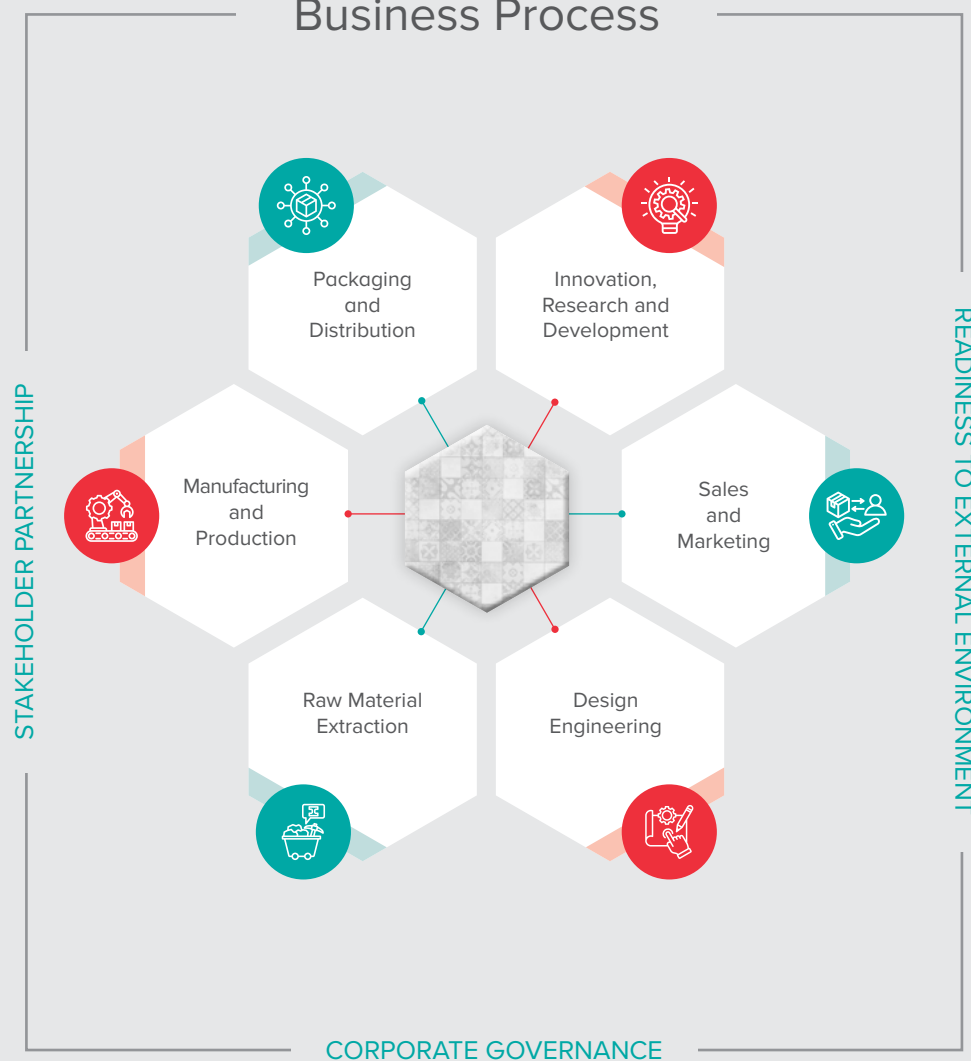 Business Process
Packaging
and
Distribution
Innovation,
Research and
Development
STAKEHOLDER PARTNERSHIP
Manufacturing
and
Production
Sales
and
Marketing
READINESS TO EXTERNAL ENVIRONMENT
Raw Material
Extraction
Design
Engineering
CORPORATE GOVERNANCE